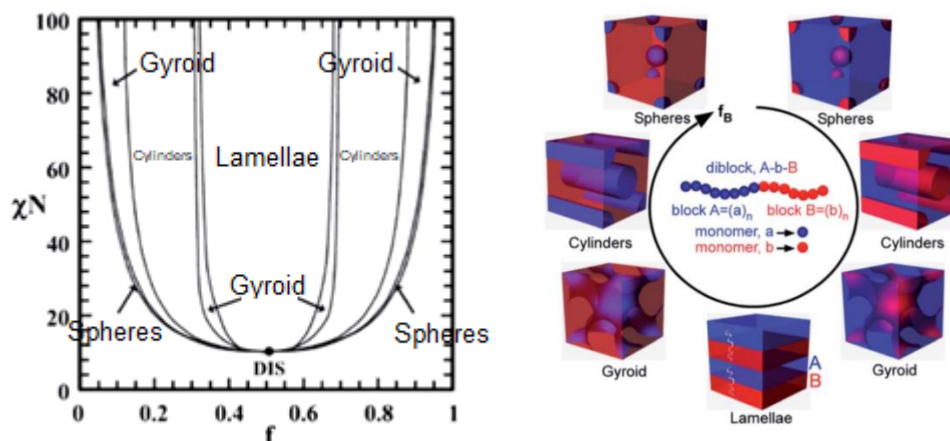 100
80
60
40
20
0
χN
Gyroid
Gyroid
Cylinders
Lamellae
Cylinders
Gyroid
Spheres
Spheres
DIS
0
0.2
0.4
0.6
0.8
1
f
Spheres
f_B
Spheres
Cylinders
diblock, A-b-B
block A=(a)n
block B=(b)n
monomer, a
monomer, b
Cylinders
Gyroid
A
B
Lamellae
Gyroid